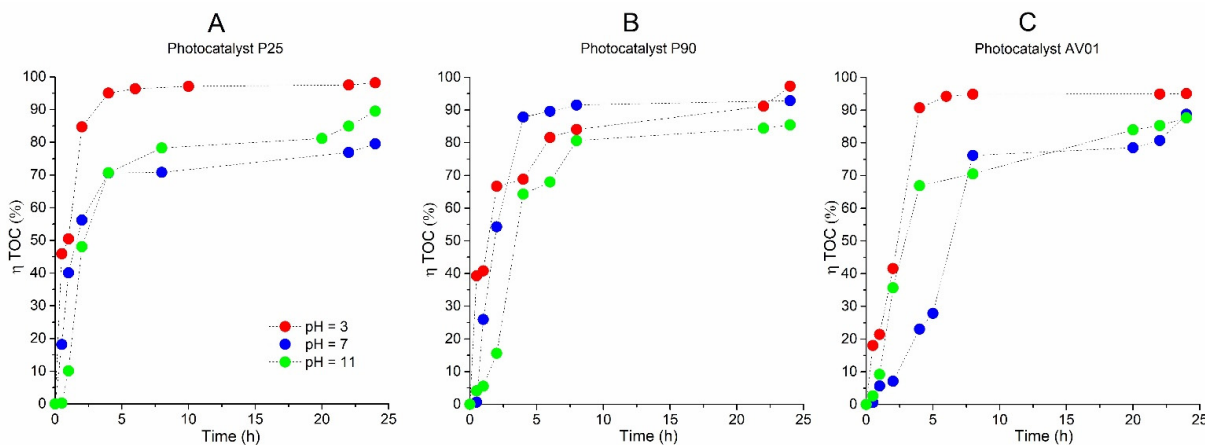 A
Photocatalyst P25
η TOC (%)
100
90
80
70
60
50
40
30
20
10
0
0 5 10 15 20 25
Time (h)
pH = 3
pH = 7
pH = 11
B
Photocatalyst P90
η TOC (%)
100
90
80
70
60
50
40
30
20
10
0
0 5 10 15 20 25
Time (h)
C
Photocatalyst AV01
η TOC (%)
100
90
80
70
60
50
40
30
20
10
0
0 5 10 15 20 25
Time (h)